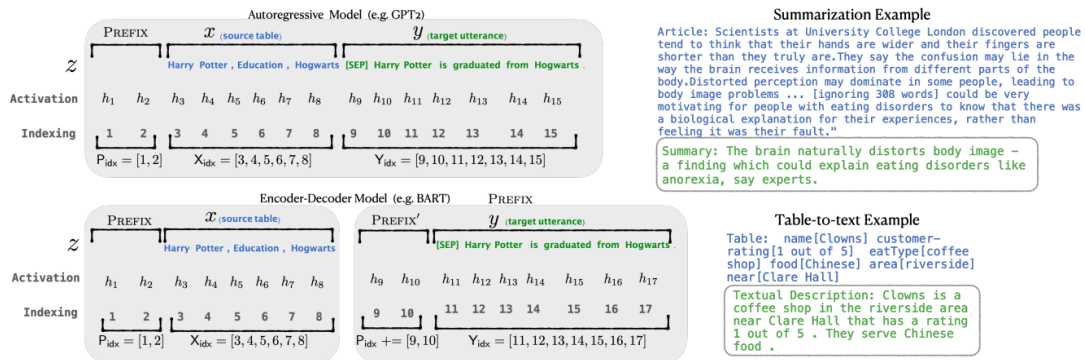 Autoregressive Model (e.g. GPT2)
PREFIX x (source table) y (target utterance)
z Harry Potter , Education , Hogwarts [SEP] Harry Potter is graduated from Hogwarts .
Activation h1 h2 h3 h4 h5 h6 h7 h8 h9 h10 h11 h12 h13 h14 h15
Indexing 1 2 3 4 5 6 7 8 9 10 11 12 13 14 15
Pidx = [1, 2] Xidx = [3, 4, 5, 6, 7, 8] Yidx = [9, 10, 11, 12, 13, 14, 15]
Encoder-Decoder Model (e.g. BART) PREFIX
PREFIX x (source table) PREFIX′ y (target utterance)
z Harry Potter , Education , Hogwarts [SEP] Harry Potter is graduated from Hogwarts .
Activation h1 h2 h3 h4 h5 h6 h7 h8 h9 h10 h11 h12 h13 h14 h15 h16 h17
Indexing 1 2 3 4 5 6 7 8 9 10 11 12 13 14 15 16 17
Pidx = [1, 2] Xidx = [3, 4, 5, 6, 7, 8] Pidx += [9, 10] Yidx = [11, 12, 13, 14, 15, 16, 17]
Summarization Example
Article: Scientists at University College London discovered people
tend to think that their hands are wider and their fingers are
shorter than they truly are.They say the confusion may lie in the
way the brain receives information from different parts of the
body.Distorted perception may dominate in some people, leading to
body image problems ... [ignoring 308 words] could be very
motivating for people with eating disorders to know that there was
a biological explanation for their experiences, rather than
feeling it was their fault."
Summary: The brain naturally distorts body image –
a finding which could explain eating disorders like
anorexia, say experts.
Table-to-text Example
Table: name[Clowns] customer-
rating[1 out of 5] eatType[coffee
shop] food[Chinese] area[riverside]
near[Clare Hall]
Textual Description: Clowns is a
coffee shop in the riverside area
near Clare Hall that has a rating
1 out of 5 . They serve Chinese
food .